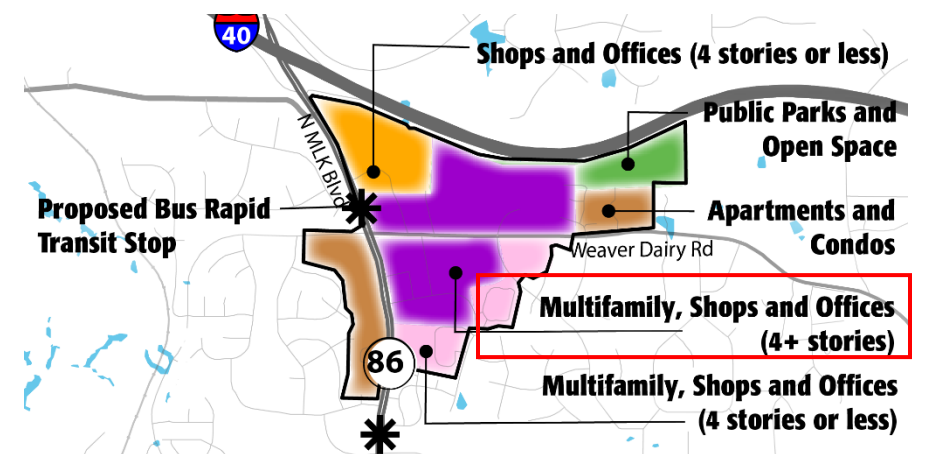 40
Shops and Offices (4 stories or less)
Public Parks and
Open Space
N MLK Blvd
Proposed Bus Rapid
Transit Stop
Apartments and
Condos
Weaver Dairy Rd
Multifamily, Shops and Offices
(4+ stories)
86
Multifamily, Shops and Offices
(4 stories or less)